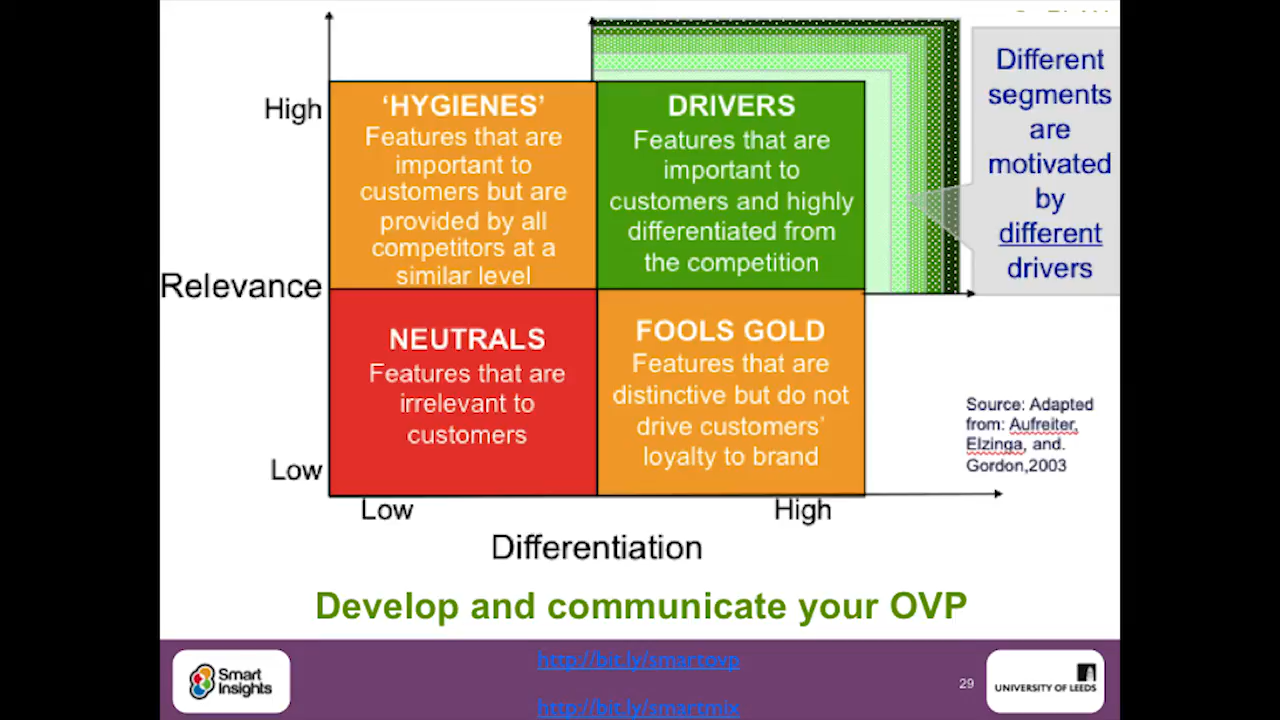 High
‘HYGIENES’
Features that are
important to
customers but are
provided by all
competitors at a
similar level
DRIVERS
Features that are
important to
customers and highly
differentiated from
the competition
Different
segments
are
motivated
by
different
drivers
Relevance
NEUTRALS
Features that are
irrelevant to
customers
FOOLS GOLD
Features that are
distinctive but do not
drive customers’
loyalty to brand
Source: Adapted
from: Aufreiter,
Elzinga, and.
Gordon,2003
Low
Low
High
Differentiation
Develop and communicate your OVP
Smart
Insights
http://bit.ly/smartovp
http://bit.ly/smartmix
29
UNIVERSITY OF LEEDS